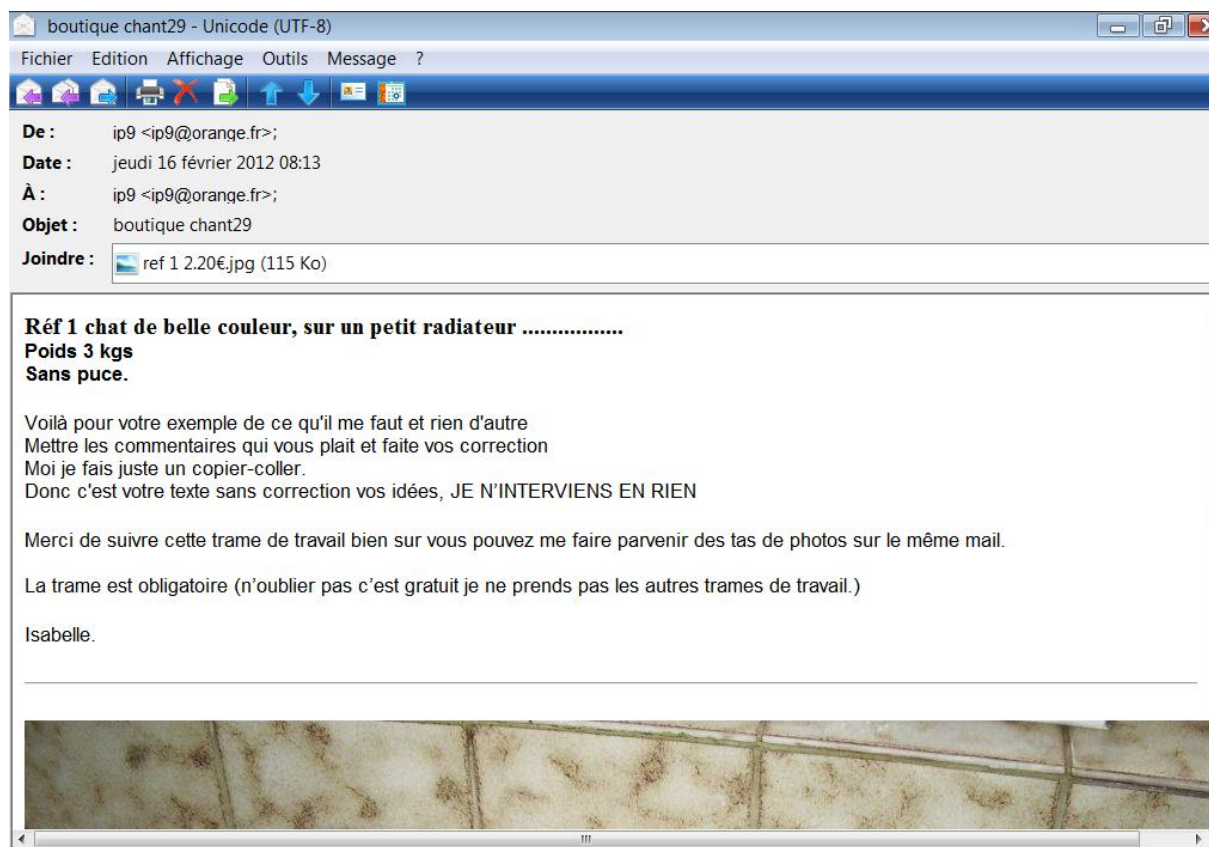 boutique chant29 - Unicode (UTF-8)
Fichier Edition Affichage Outils Message ?
De : ip9 <ip9@orange.fr>;
Date : jeudi 16 février 2012 08:13
À : ip9 <ip9@orange.fr>;
Objet : boutique chant29
Joindre : ref 1 2.20€.jpg (115 Ko)
Réf 1 chat de belle couleur, sur un petit radiateur .................
Poids 3 kgs
Sans puce.
Voilà pour votre exemple de ce qu'il me faut et rien d'autre
Mettre les commentaires qui vous plait et faite vos correction
Moi je fais juste un copier-coller.
Donc c'est votre texte sans correction vos idées, JE N'INTERVIENS EN RIEN
Merci de suivre cette trame de travail bien sur vous pouvez me faire parvenir des tas de photos sur le même mail.
La trame est obligatoire (n'oublier pas c'est gratuit je ne prends pas les autres trames de travail.)
Isabelle.